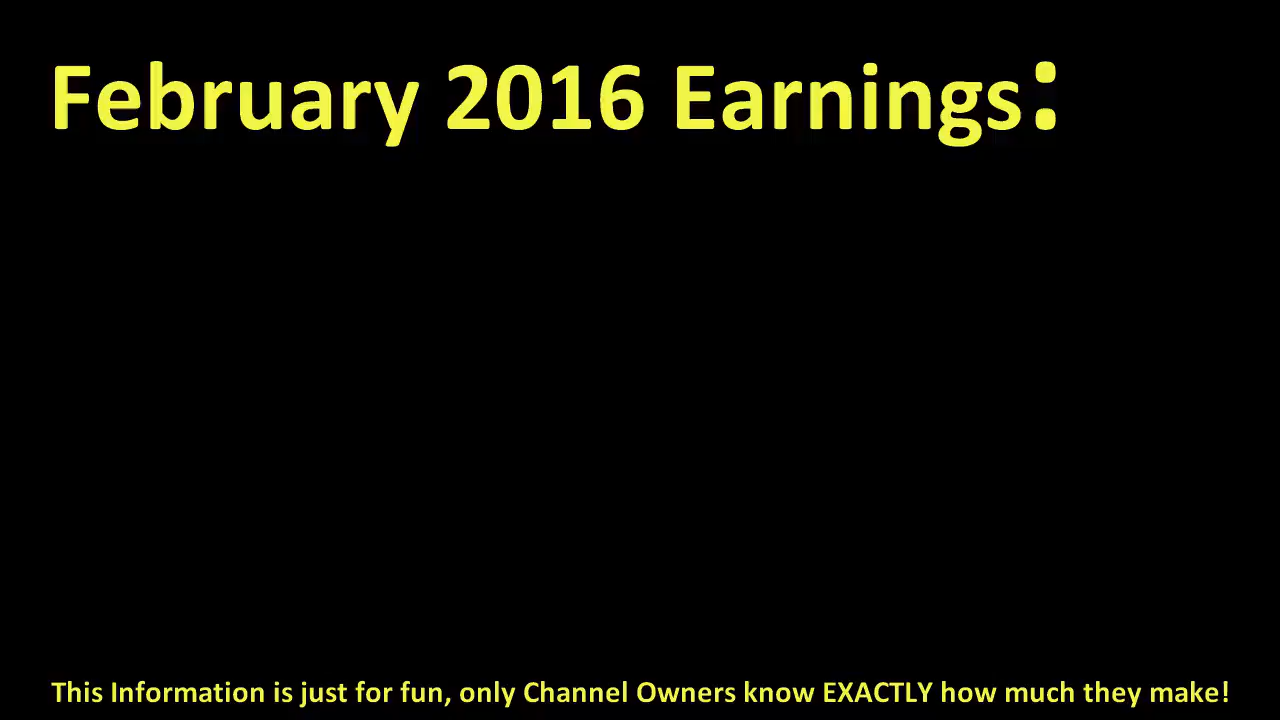 February 2016 Earnings:
This Information is just for fun, only Channel Owners know EXACTLY how much they make!